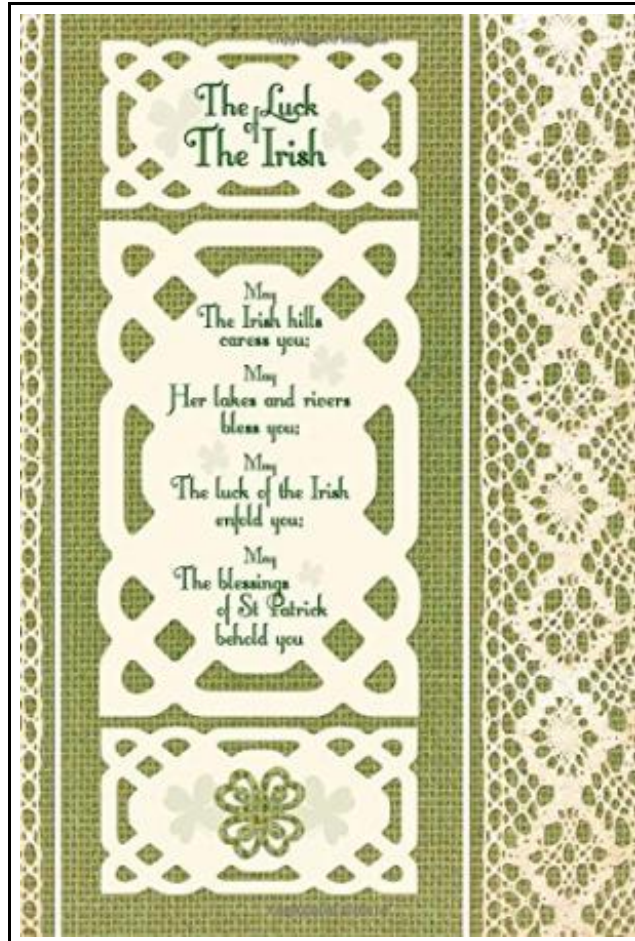 The Luck
of
The Irish
May
The Irish hills
caress you;
May
Her lakes and rivers
bless you;
May
The luck of the Irish
enfold you;
May
The blessings
of St Patrick
behold you